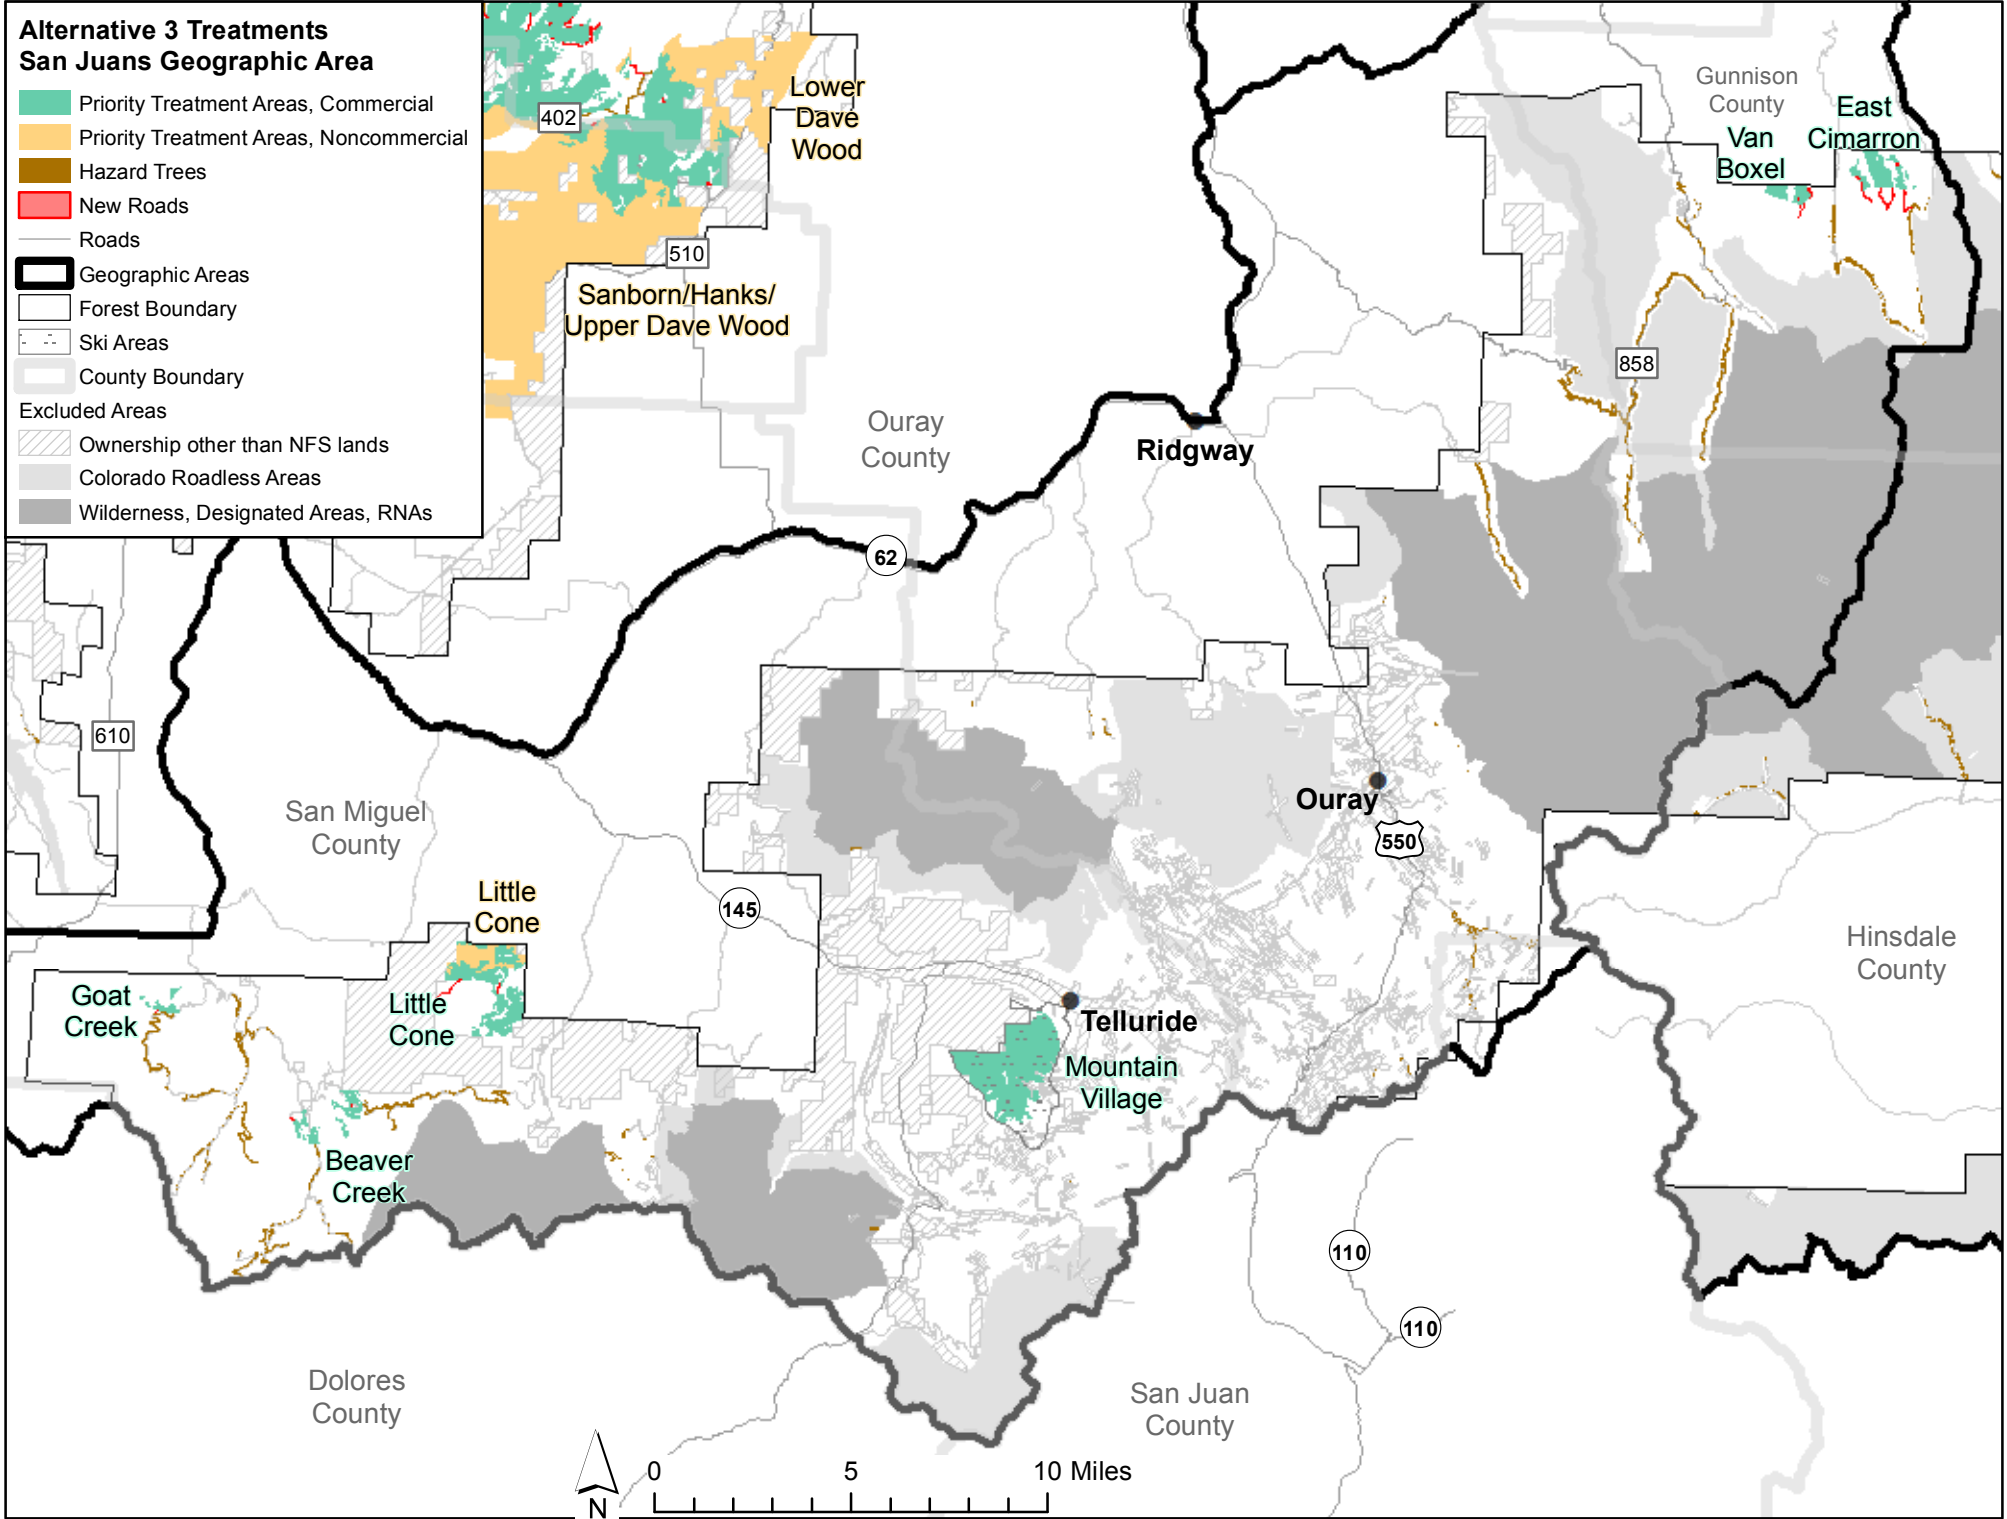 Alternative 3 Treatments
San Juans Geographic Area
Priority Treatment Areas, Commercial
Priority Treatment Areas, Noncommercial
Hazard Trees
New Roads
Roads
Geographic Areas
Forest Boundary
Ski Areas
County Boundary
Excluded Areas
Ownership other than NFS lands
Colorado Roadless Areas
Wilderness, Designated Areas, RNAs
402
Lower
Dave
Wood
510
Sanborn/Hanks/
Upper Dave Wood
Gunnison
County
Van
Boxel
East
Cimarron
858
Ouray
County
Ridgway
62
610
San Miguel
County
Ouray
550
Little
Cone
145
Hinsdale
County
Goat
Creek
Little
Cone
Telluride
Mountain
Village
Beaver
Creek
110
110
Dolores
County
San Juan
County
N
0 5 10 Miles